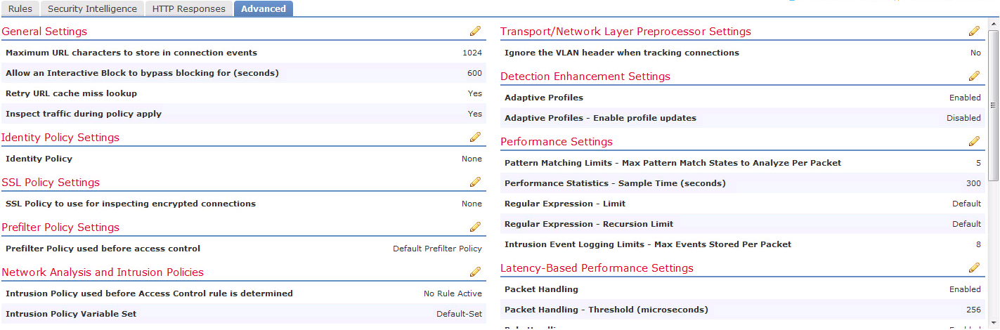 Rules Security Intelligence HTTP Responses Advanced
General Settings
Maximum URL characters to store in connection events 1024
Allow an Interactive Block to bypass blocking for (seconds) 600
Retry URL cache miss lookup Yes
Inspect traffic during policy apply Yes
Identity Policy Settings
Identity Policy None
SSL Policy Settings
SSL Policy to use for inspecting encrypted connections None
Prefilter Policy Settings
Prefilter Policy used before access control Default Prefilter Policy
Network Analysis and Intrusion Policies
Intrusion Policy used before Access Control rule is determined No Rule Active
Intrusion Policy Variable Set Default-Set
Transport/Network Layer Preprocessor Settings
Ignore the VLAN header when tracking connections No
Detection Enhancement Settings
Adaptive Profiles Enabled
Adaptive Profiles - Enable profile updates Disabled
Performance Settings
Pattern Matching Limits - Max Pattern Match States to Analyze Per Packet 5
Performance Statistics - Sample Time (seconds) 300
Regular Expression - Limit Default
Regular Expression - Recursion Limit Default
Intrusion Event Logging Limits - Max Events Stored Per Packet 8
Latency-Based Performance Settings
Packet Handling Enabled
Packet Handling - Threshold (microseconds) 256